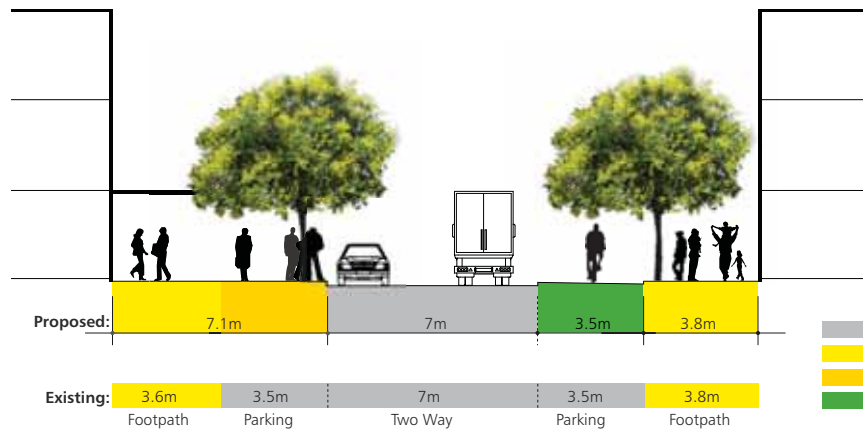 Proposed: 7.1m 7m 3.5m 3.8m
Existing: 3.6m 3.5m 7m 3.5m 3.8m
Footpath Parking Two Way Parking Footpath